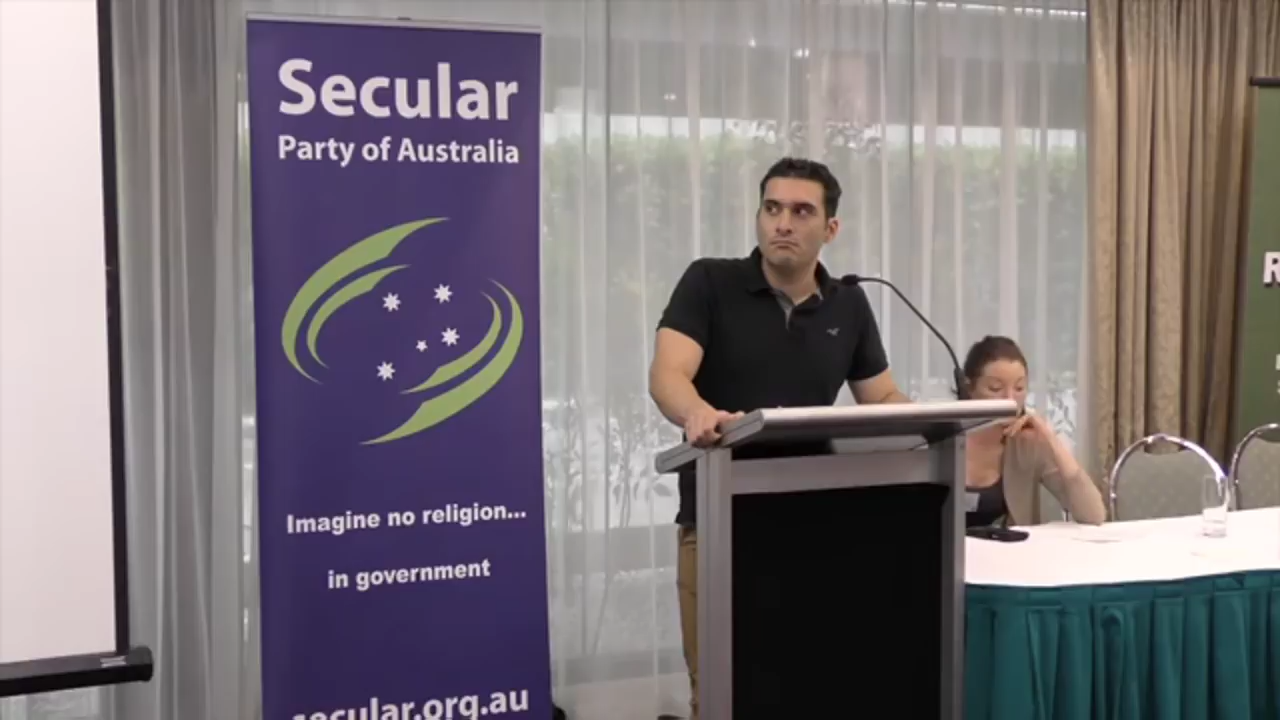 Secular
Party of Australia
Imagine no religion...
in government
secular.org.au
R